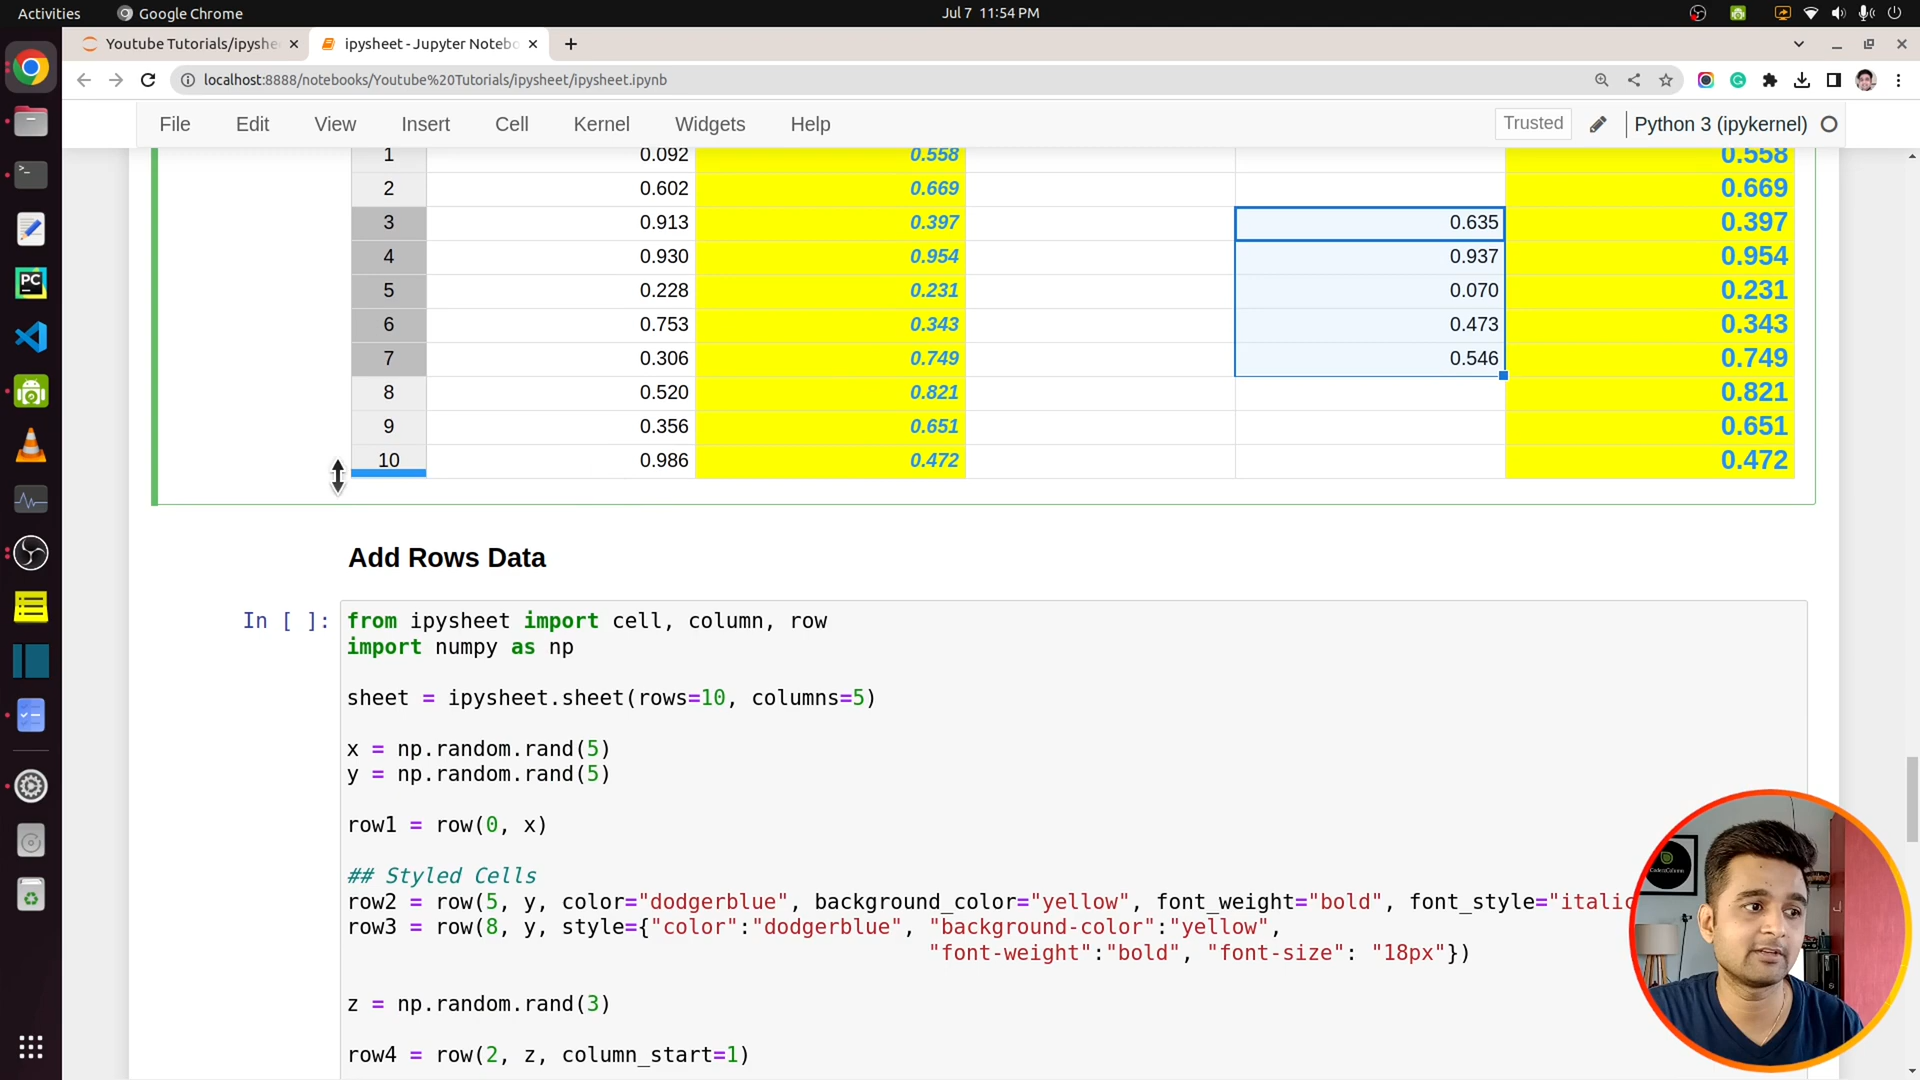 Activities Google Chrome Jul 7 11:54 PM
Youtube Tutorials/ipyshe × ipysheet - Jupyter Notebo × +
localhost:8888/notebooks/Youtube%20Tutorials/ipysheet/ipysheet.ipynb
File Edit View Insert Cell Kernel Widgets Help Trusted Python 3 (ipykernel)
1 0.092 0.558 0.558
2 0.602 0.669 0.669
3 0.913 0.397 0.635 0.397
4 0.930 0.954 0.937 0.954
5 0.228 0.231 0.070 0.231
6 0.753 0.343 0.473 0.343
7 0.306 0.749 0.546 0.749
8 0.520 0.821 0.821
9 0.356 0.651 0.651
10 0.986 0.472 0.472
Add Rows Data
In [ ]: from ipysheet import cell, column, row
import numpy as np
sheet = ipysheet.sheet(rows=10, columns=5)
x = np.random.rand(5)
y = np.random.rand(5)
row1 = row(0, x)
## Styled Cells
row2 = row(5, y, color="dodgerblue", background_color="yellow", font_weight="bold", font_style="italic
row3 = row(8, y, style={"color":"dodgerblue", "background-color":"yellow",
"font-weight":"bold", "font-size": "18px"})
z = np.random.rand(3)
row4 = row(2, z, column_start=1)
PC